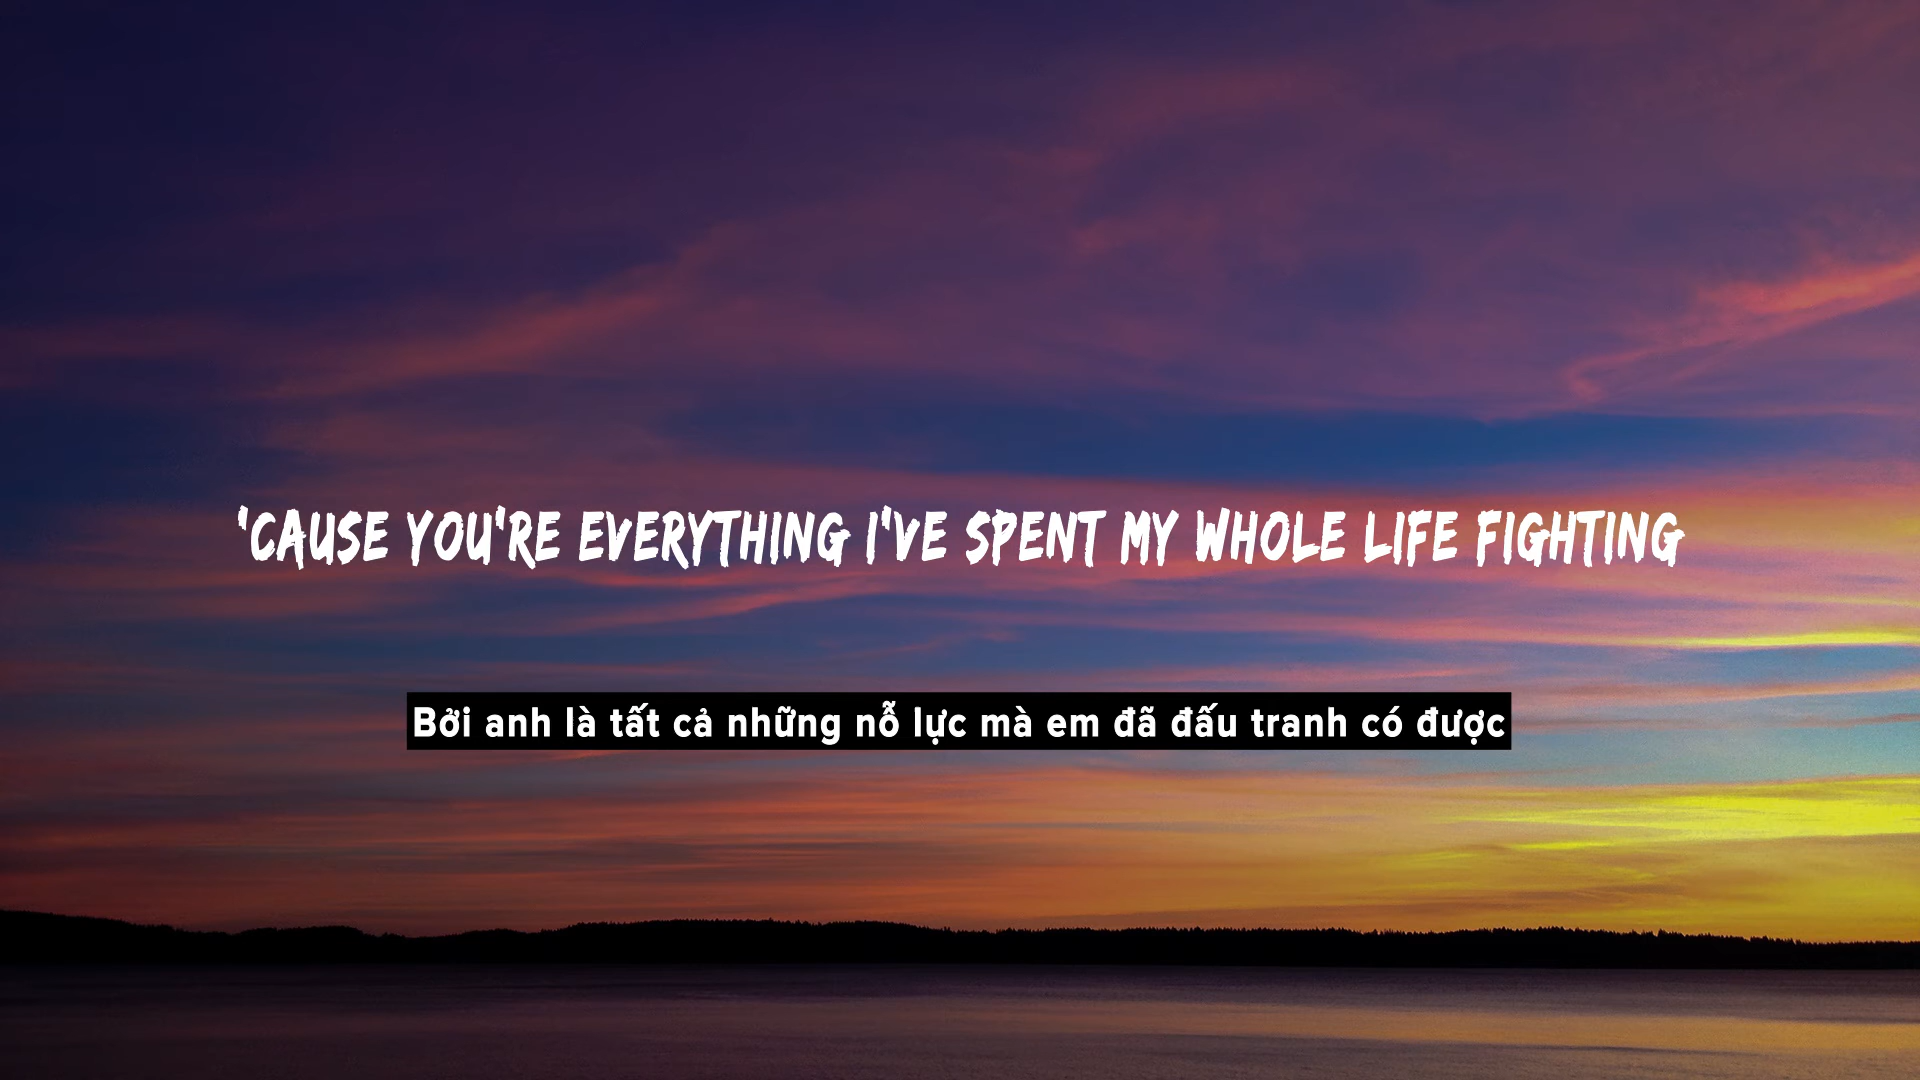 'CAUSE YOU'RE EVERYTHING I'VE SPENT MY WHOLE LIFE FIGHTING
Bởi anh là tất cả những nỗ lực mà em đã đấu tranh có được